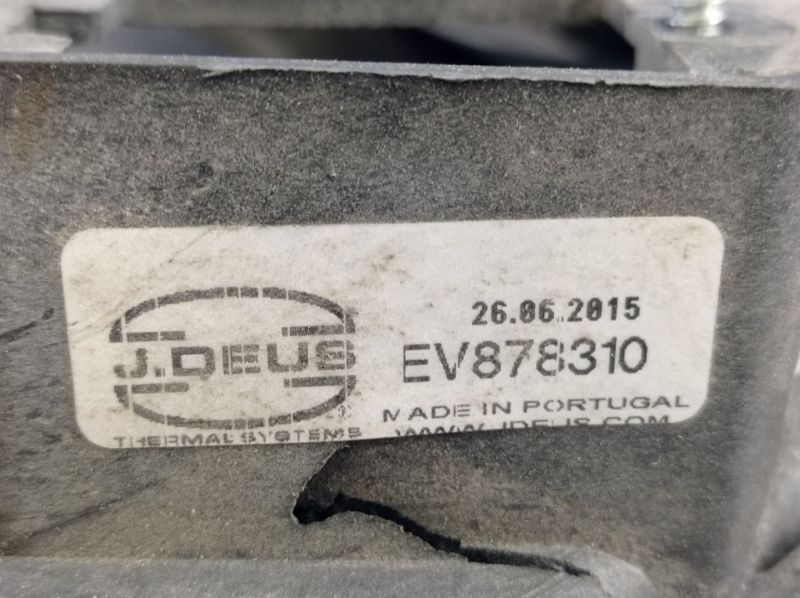 J.DEUS
®
THERMAL SYSTEMS
26.06.2015
EV878310
MADE IN PORTUGAL
WWW.JDEUS.COM